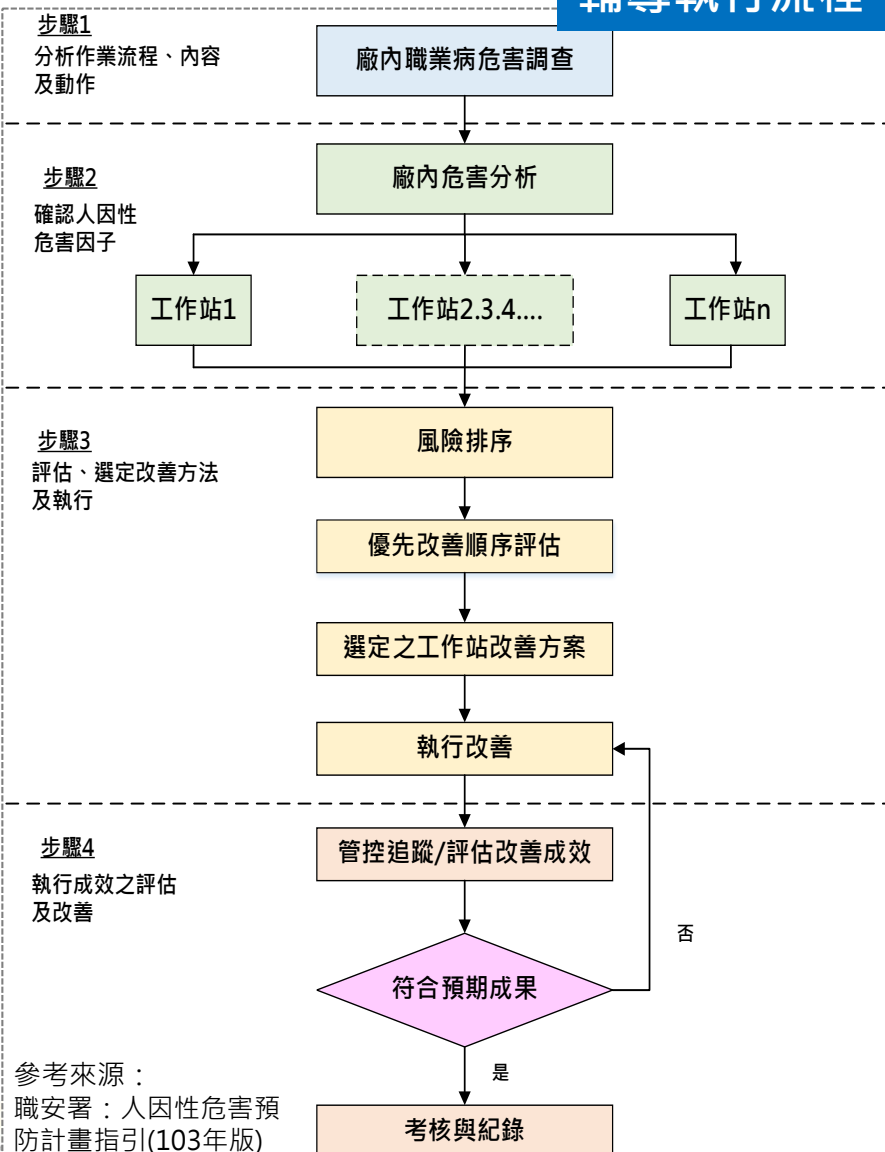 輔導執行流程
步驟1
分析作業流程、內容
及動作
廠內職業病危害調查
步驟2
確認人因性
危害因子
廠內危害分析
工作站1
工作站2.3.4....
工作站n
步驟3
評估、選定改善方法
及執行
風險排序
優先改善順序評估
選定之工作站改善方案
執行改善
步驟4
執行成效之評估
及改善
管控追蹤/評估改善成效
符合預期成果
否
是
考核與紀錄
參考來源：
職安署：人因性危害預
防計畫指引(103年版)